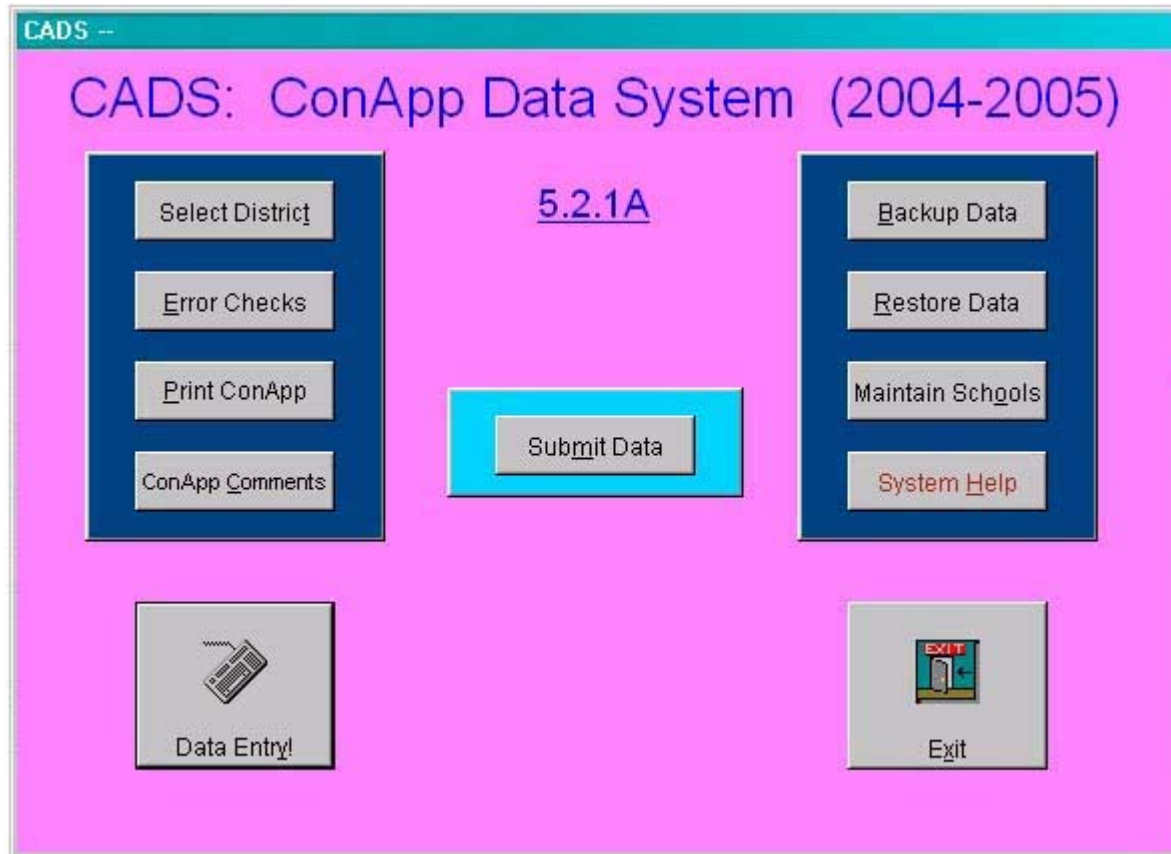 CADS --
CADS: ConApp Data System (2004-2005)
Select District
Error Checks
Print ConApp
ConApp Comments
5.2.1A
Submit Data
Backup Data
Restore Data
Maintain Schools
System Help
Data Entry!
EXIT
Exit